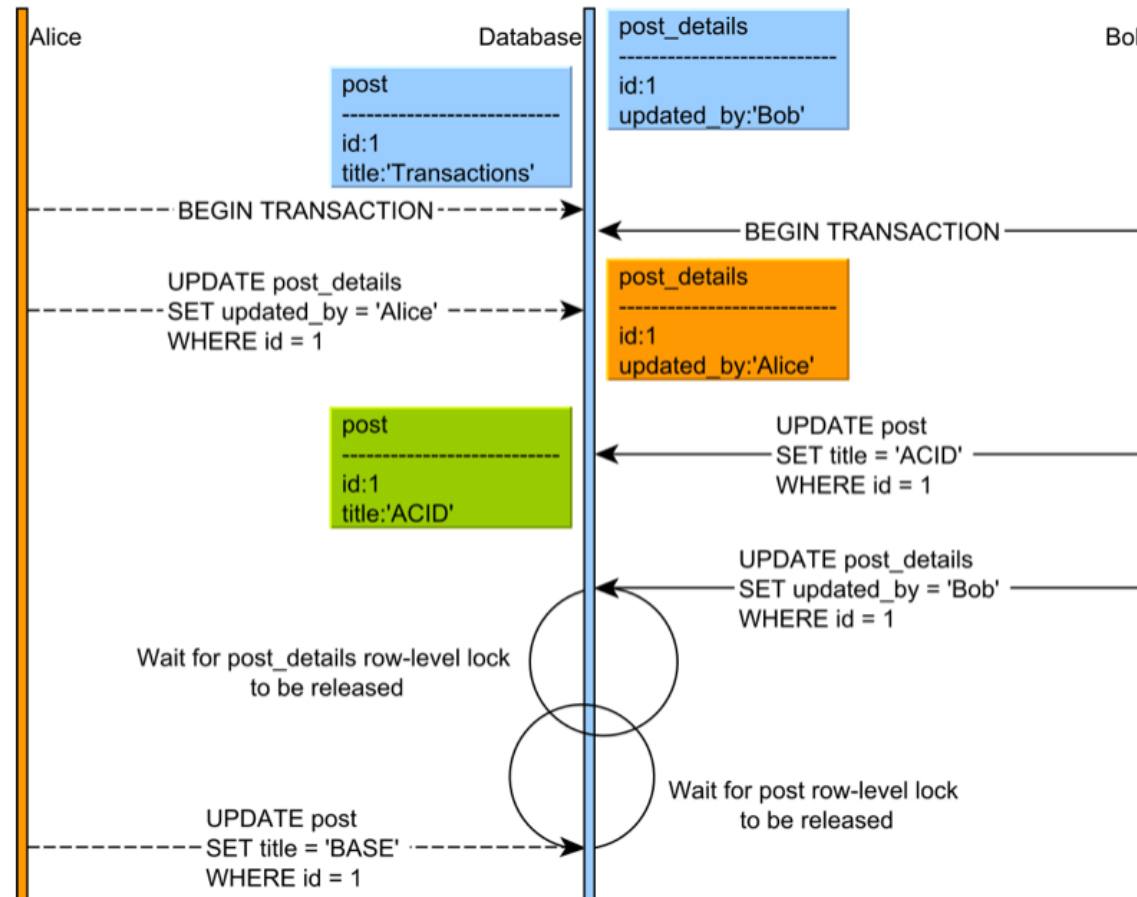 Alice
Database
post_details
---------------------------
id:1
updated_by:'Bob'
Bol
post
---------------------------
id:1
title:'Transactions'
BEGIN TRANSACTION
BEGIN TRANSACTION
UPDATE post_details
SET updated_by = 'Alice'
WHERE id = 1
post_details
---------------------------
id:1
updated_by:'Alice'
post
---------------------------
id:1
title:'ACID'
UPDATE post
SET title = 'ACID'
WHERE id = 1
UPDATE post_details
SET updated_by = 'Bob'
WHERE id = 1
Wait for post_details row-level lock
to be released
Wait for post row-level lock
to be released
UPDATE post
SET title = 'BASE'
WHERE id = 1